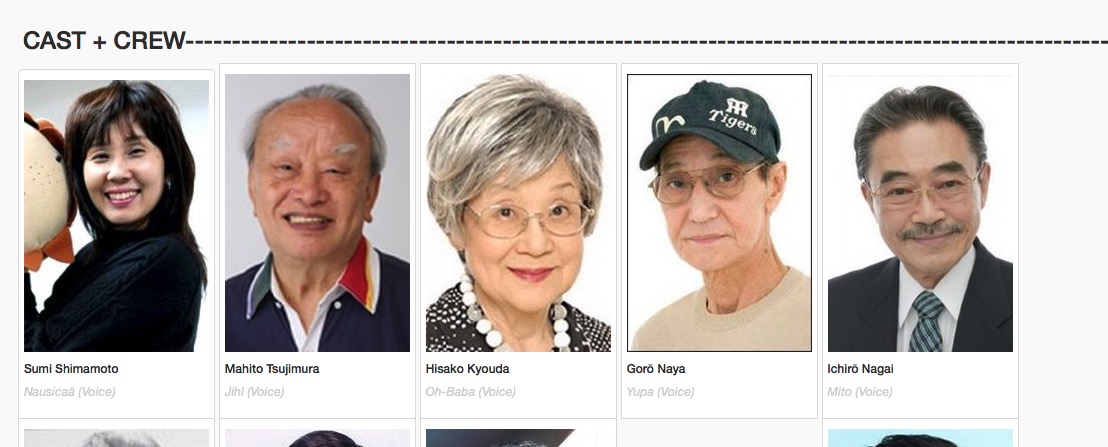 CAST + CREW
Tigers
Sumi Shimamoto
Mahito Tsujimura
Hisako Kyouda
Gorō Naya
Ichirō Nagai
Nausicaä (Voice)
Jihl (Voice)
Oh-Baba (Voice)
Yupa (Voice)
Mito (Voice)